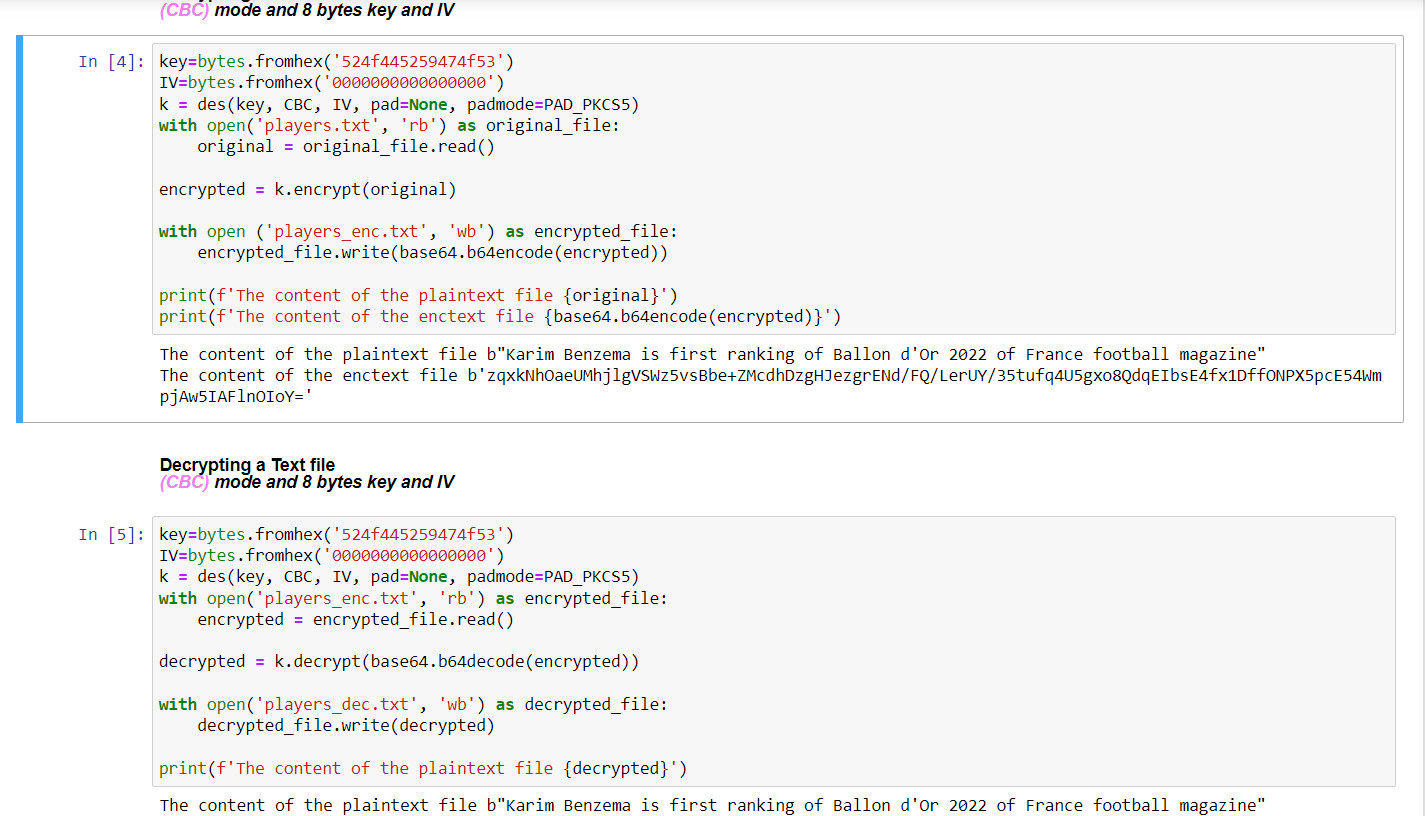 (CBC) mode and 8 bytes key and IV
In [4]: key=bytes.fromhex('524f445259474f53')
IV=bytes.fromhex('0000000000000000')
k = des(key, CBC, IV, pad=None, padmode=PAD_PKCS5)
with open('players.txt', 'rb') as original_file:
    original = original_file.read()
encrypted = k.encrypt(original)
with open ('players_enc.txt', 'wb') as encrypted_file:
    encrypted_file.write(base64.b64encode(encrypted))
print(f'The content of the plaintext file {original}')
print(f'The content of the enctext file {base64.b64encode(encrypted)}')
The content of the plaintext file b"Karim Benzema is first ranking of Ballon d'Or 2022 of France football magazine"
The content of the enctext file b'zqxkNhOaeUMhjlgVSWz5vsBbe+ZMcdhDzgHJezgrENd/FQ/LerUY/35tufq4U5gxo8QdqEIbsE4fx1DffONPX5pcE54Wm
pjAw5IAFlnOIoY='
Decrypting a Text file
(CBC) mode and 8 bytes key and IV
In [5]: key=bytes.fromhex('524f445259474f53')
IV=bytes.fromhex('0000000000000000')
k = des(key, CBC, IV, pad=None, padmode=PAD_PKCS5)
with open('players_enc.txt', 'rb') as encrypted_file:
    encrypted = encrypted_file.read()
decrypted = k.decrypt(base64.b64decode(encrypted))
with open('players_dec.txt', 'wb') as decrypted_file:
    decrypted_file.write(decrypted)
print(f'The content of the plaintext file {decrypted}')
The content of the plaintext file b"Karim Benzema is first ranking of Ballon d'Or 2022 of France football magazine"